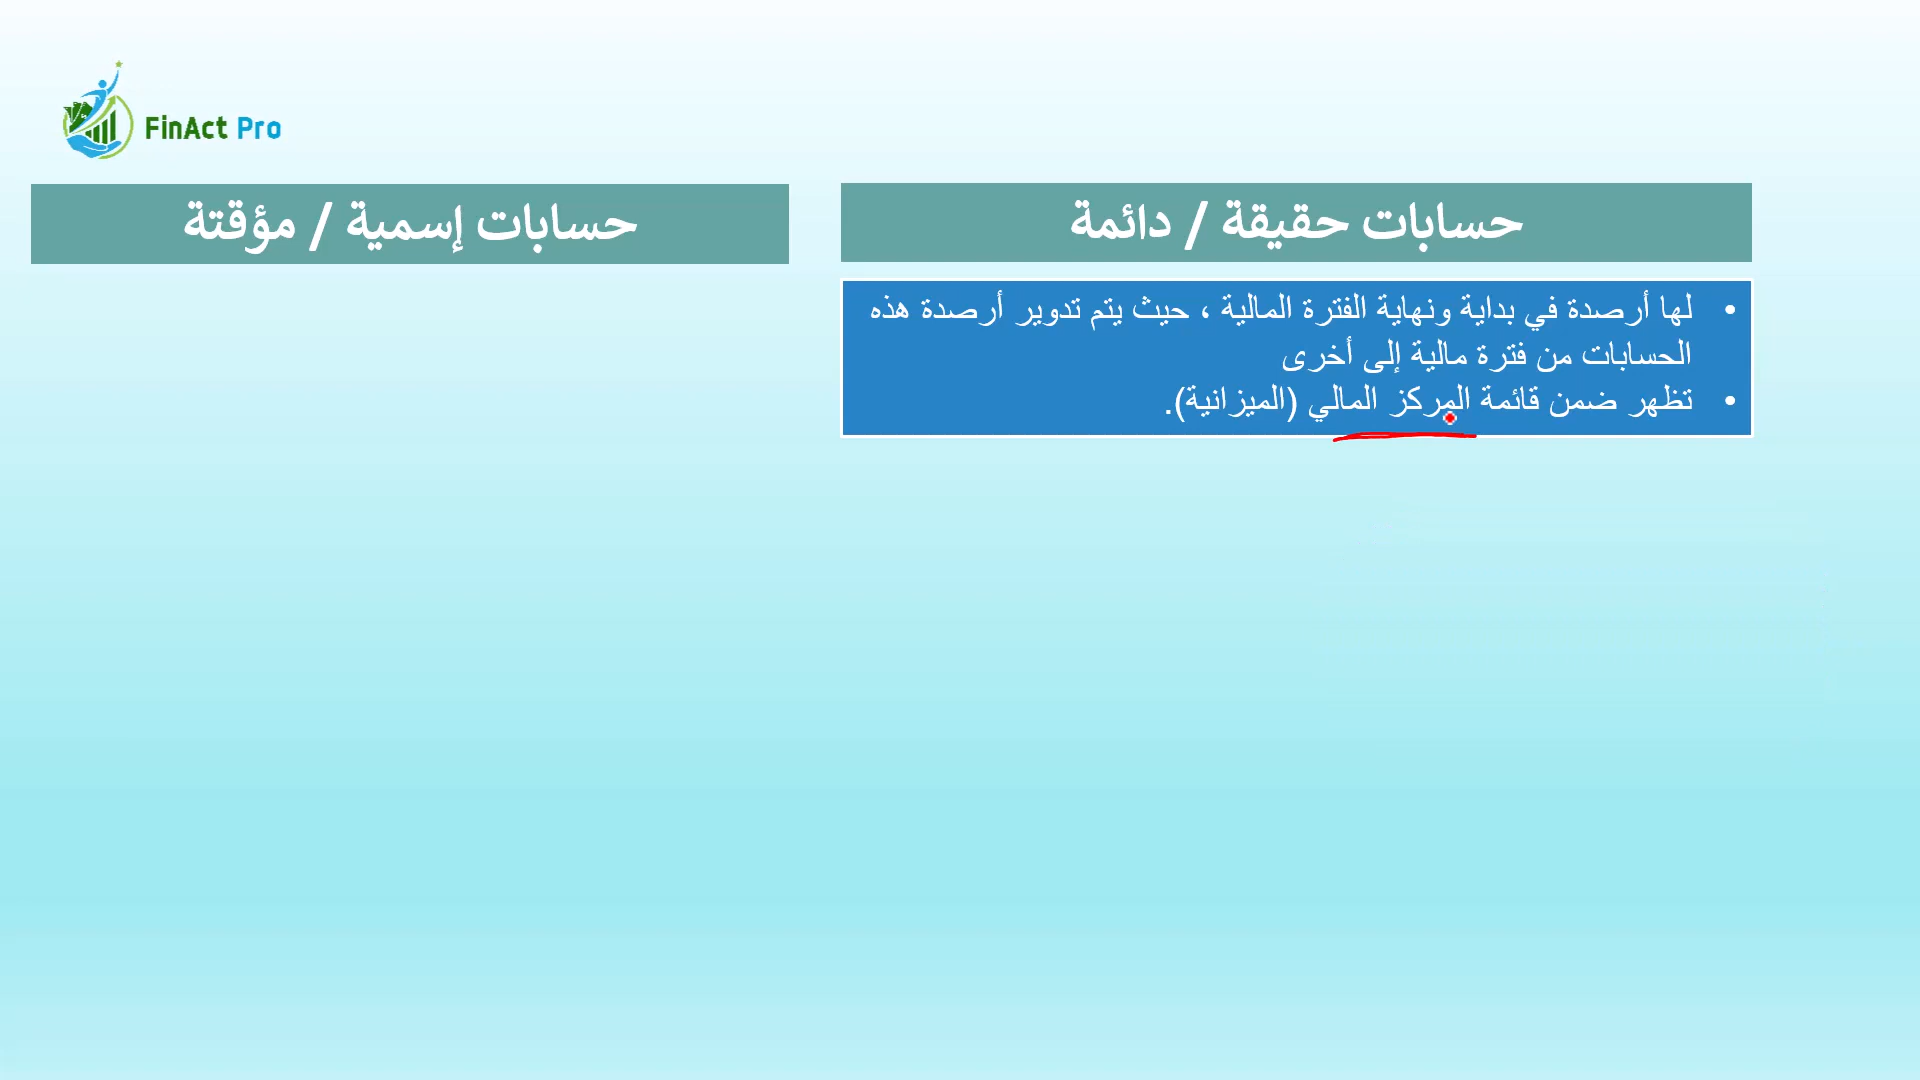 FinAct Pro
حسابات حقيقة / دائمة
• لها أرصدة في بداية ونهاية الفترة المالية ، حيث يتم تدوير أرصدة هذه
الحسابات من فترة مالية إلى أخرى
• تظهر ضمن قائمة المركز المالي (الميزانية).
حسابات إسمية / مؤقتة